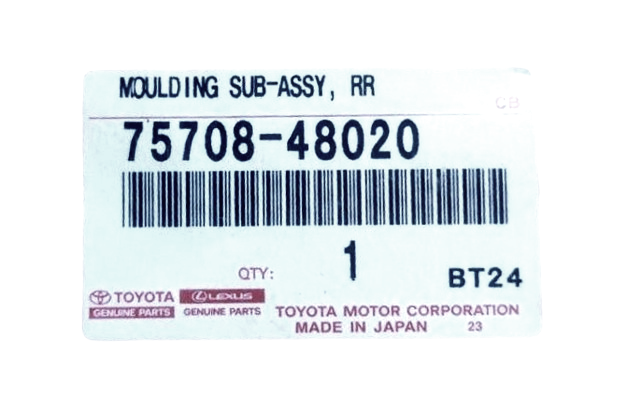 MOULDING SUB-ASSY, RR
CB
75708-48020
QTY: 1 BT24
TOYOTA LEXUS
GENUINE PARTS GENUINE PARTS
TOYOTA MOTOR CORPORATION
MADE IN JAPAN 23